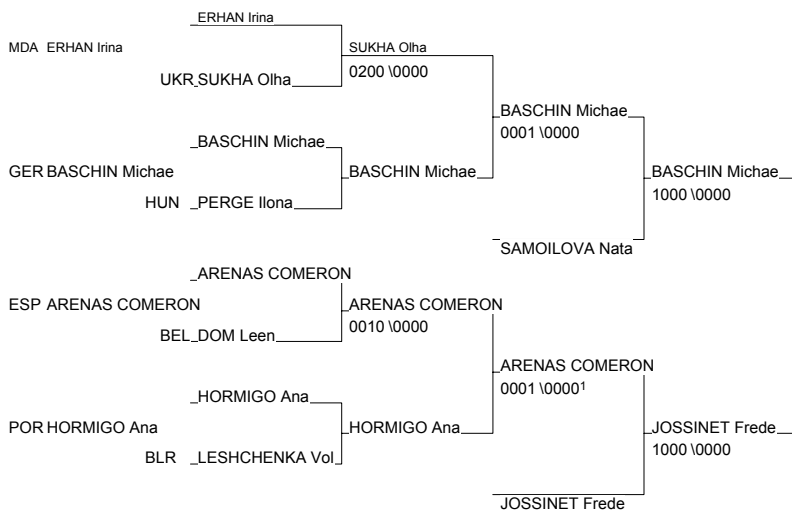 ERHAN Irina
MDA ERHAN Irina
SUKHA Olha
0200 \0000
UKR SUKHA Olha
BASCHIN Michae
0001 \0000
BASCHIN Michae
GER BASCHIN Michae
BASCHIN Michae
BASCHIN Michae
1000 \0000
HUN PERGE Ilona
SAMOILOVA Nata
ARENAS COMERON
ESP ARENAS COMERON
ARENAS COMERON
0010 \0000
BEL DOM Leen
ARENAS COMERON
0001 \0000¹
HORMIGO Ana
POR HORMIGO Ana
HORMIGO Ana
JOSSINET Frede
1000 \0000
BLR LESHCHENKA Vol
JOSSINET Frede